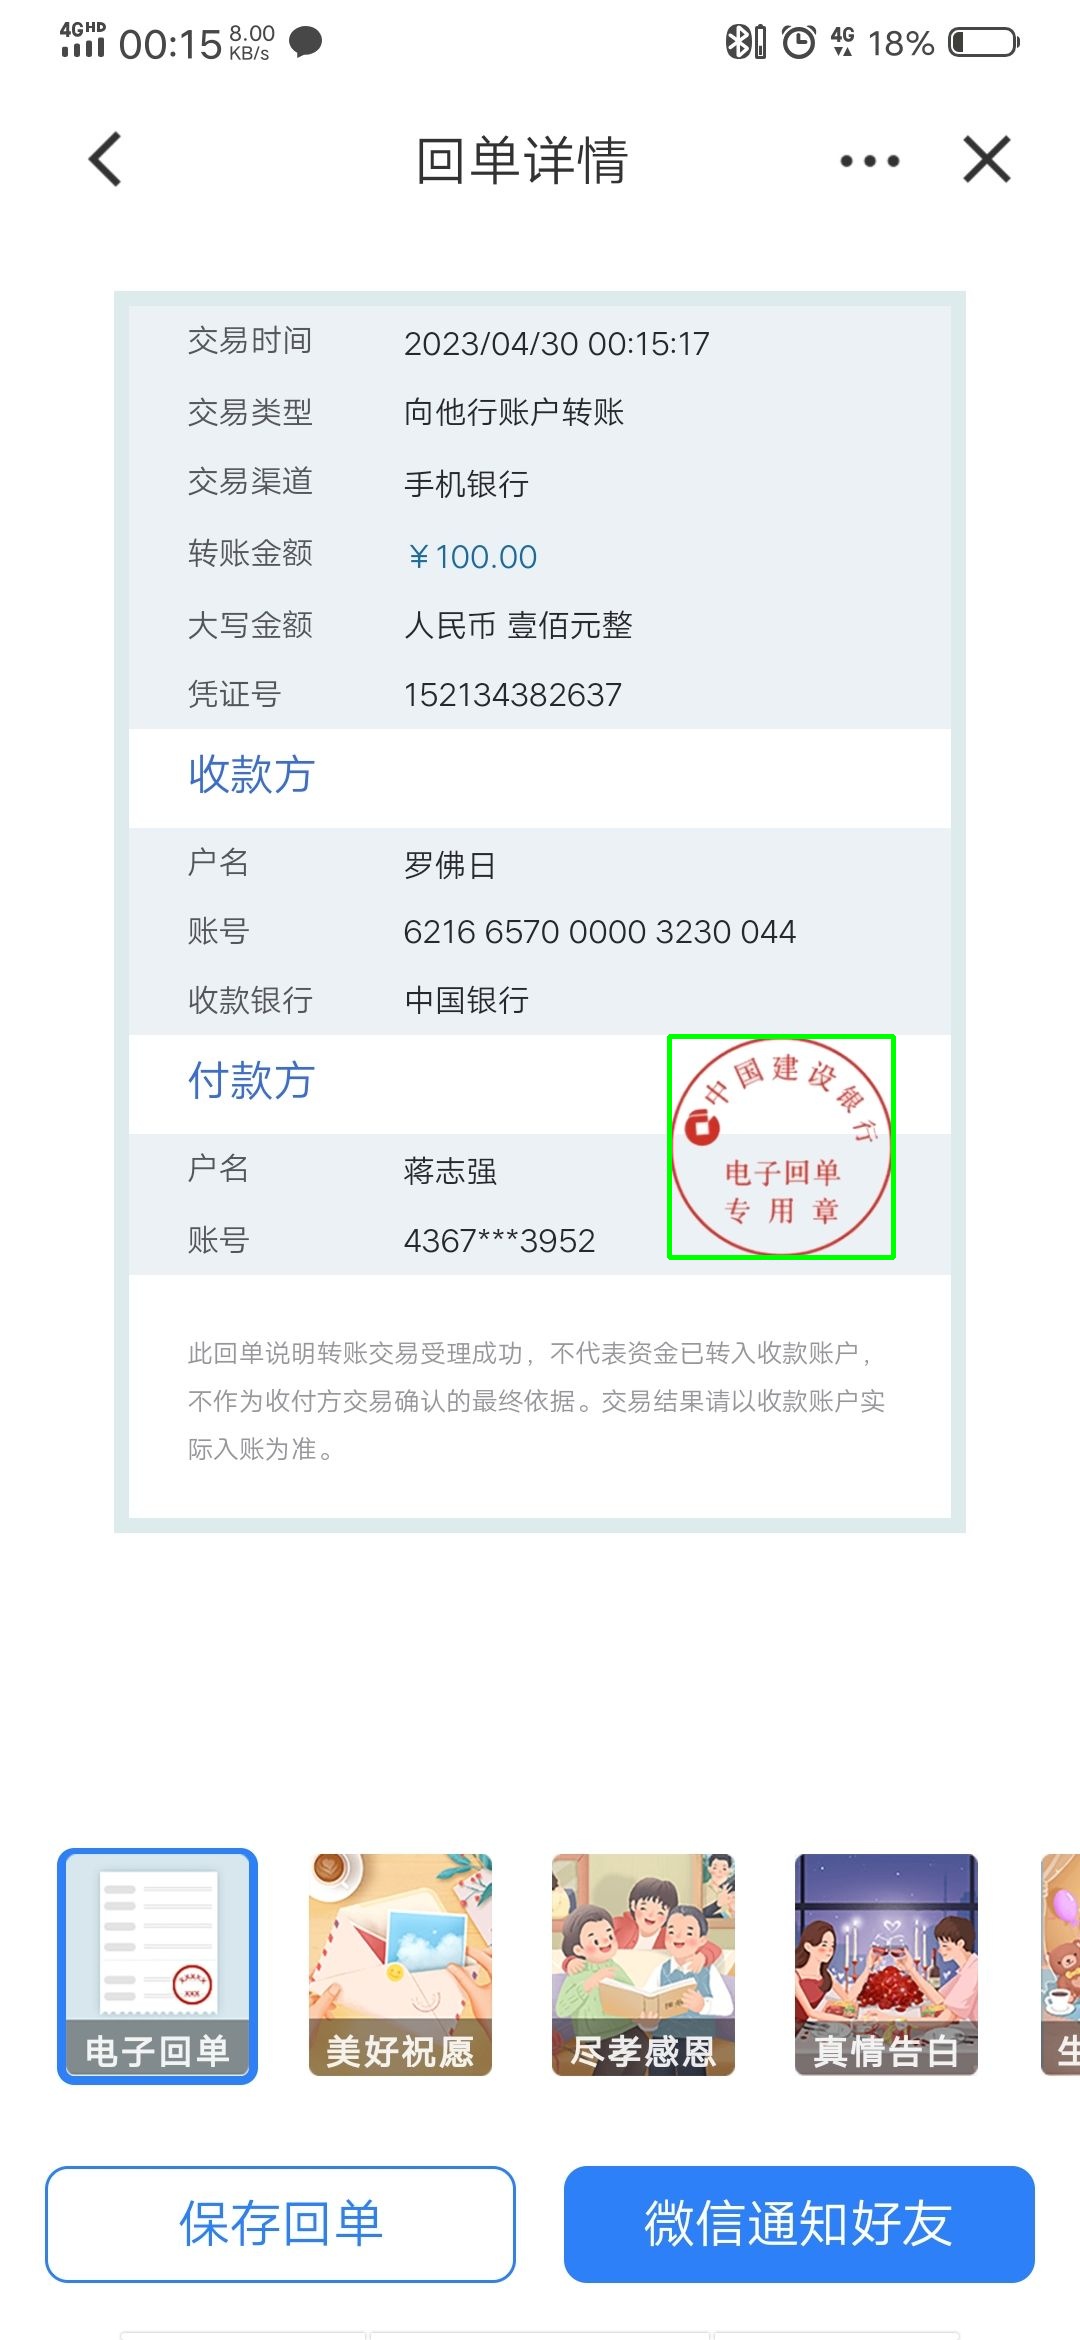 4G HD 00:15 8.00 KB/s 4G 18%
回单详情
交易时间 2023/04/30 00:15:17
交易类型 向他行账户转账
交易渠道 手机银行
转账金额 ￥100.00
大写金额 人民币 壹佰元整
凭证号 152134382637
收款方
户名 罗佛日
账号 6216 6570 0000 3230 044
收款银行 中国银行
付款方
中国建设银行
电子回单
专用章
户名 蒋志强
账号 4367***3952
此回单说明转账交易受理成功，不代表资金已转入收款账户，
不作为收付方交易确认的最终依据。交易结果请以收款账户实
际入账为准。
电子回单 美好祝愿 尽孝感恩 真情告白
保存回单 微信通知好友